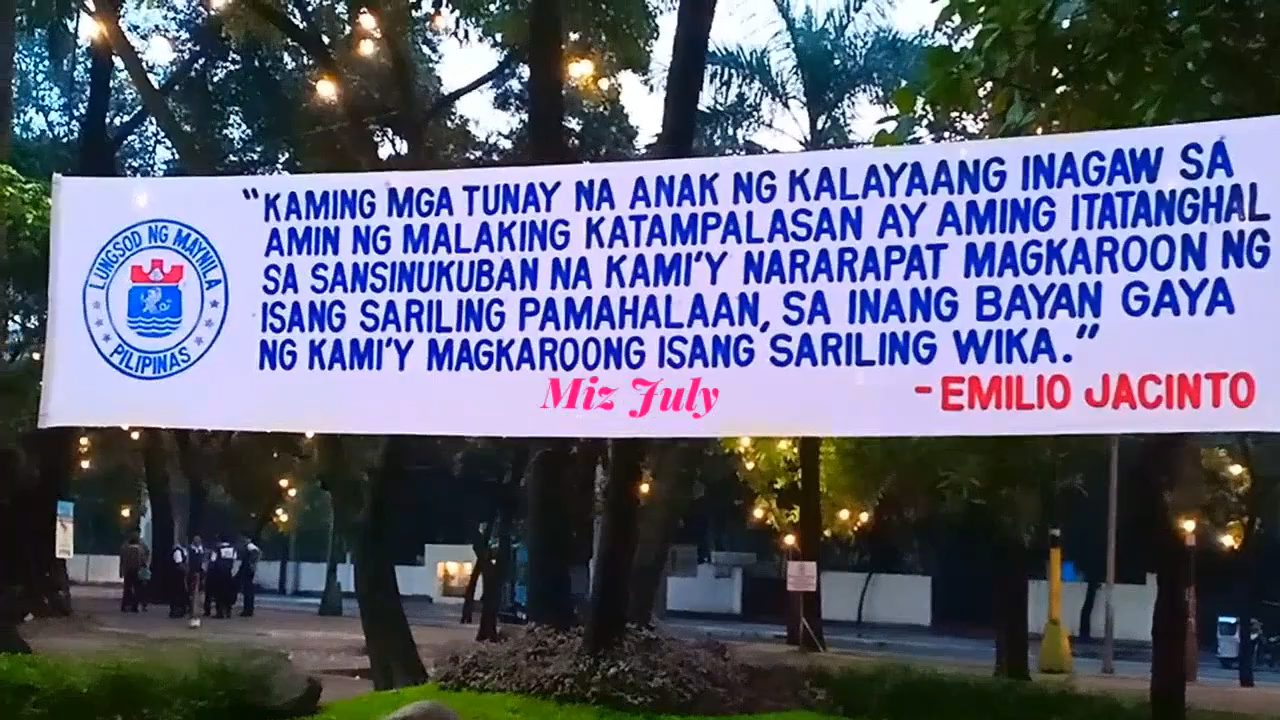 "KAMING MGA TUNAY NA ANAK NG KALAYAANG INAGAW SA
AMIN NG MALAKING KATAMPALASAN AY AMING ITATANGHAL
SA SANSINUKUBAN NA KAMI'Y NARARAPAT MAGKAROON NG
ISANG SARILING PAMAHALAAN, SA INANG BAYAN GAYA
NG KAMI'Y MAGKAROONG ISANG SARILING WIKA."
-EMILIO JACINTO
LUNGSOD NG MAYNILA
PILIPINAS
Miz July